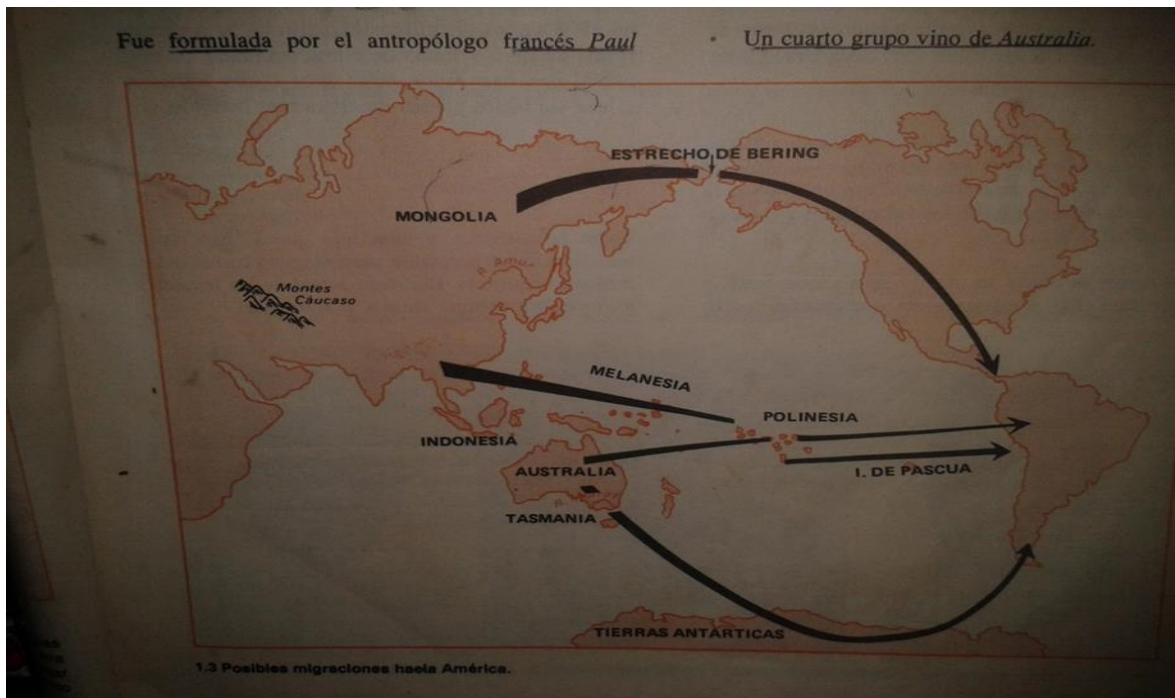 Fue formulada por el antropólogo francés Paul
• Un cuarto grupo vino de Australia.
ESTRECHO DE BERING
MONGOLIA
R. Amu
Montes
Cáucaso
MELANESIA
POLINESIA
INDONESIA
AUSTRALIA
I. DE PASCUA
TASMANIA
TIERRAS ANTÁRTICAS
1.3 Posibles migraciones hacia América.